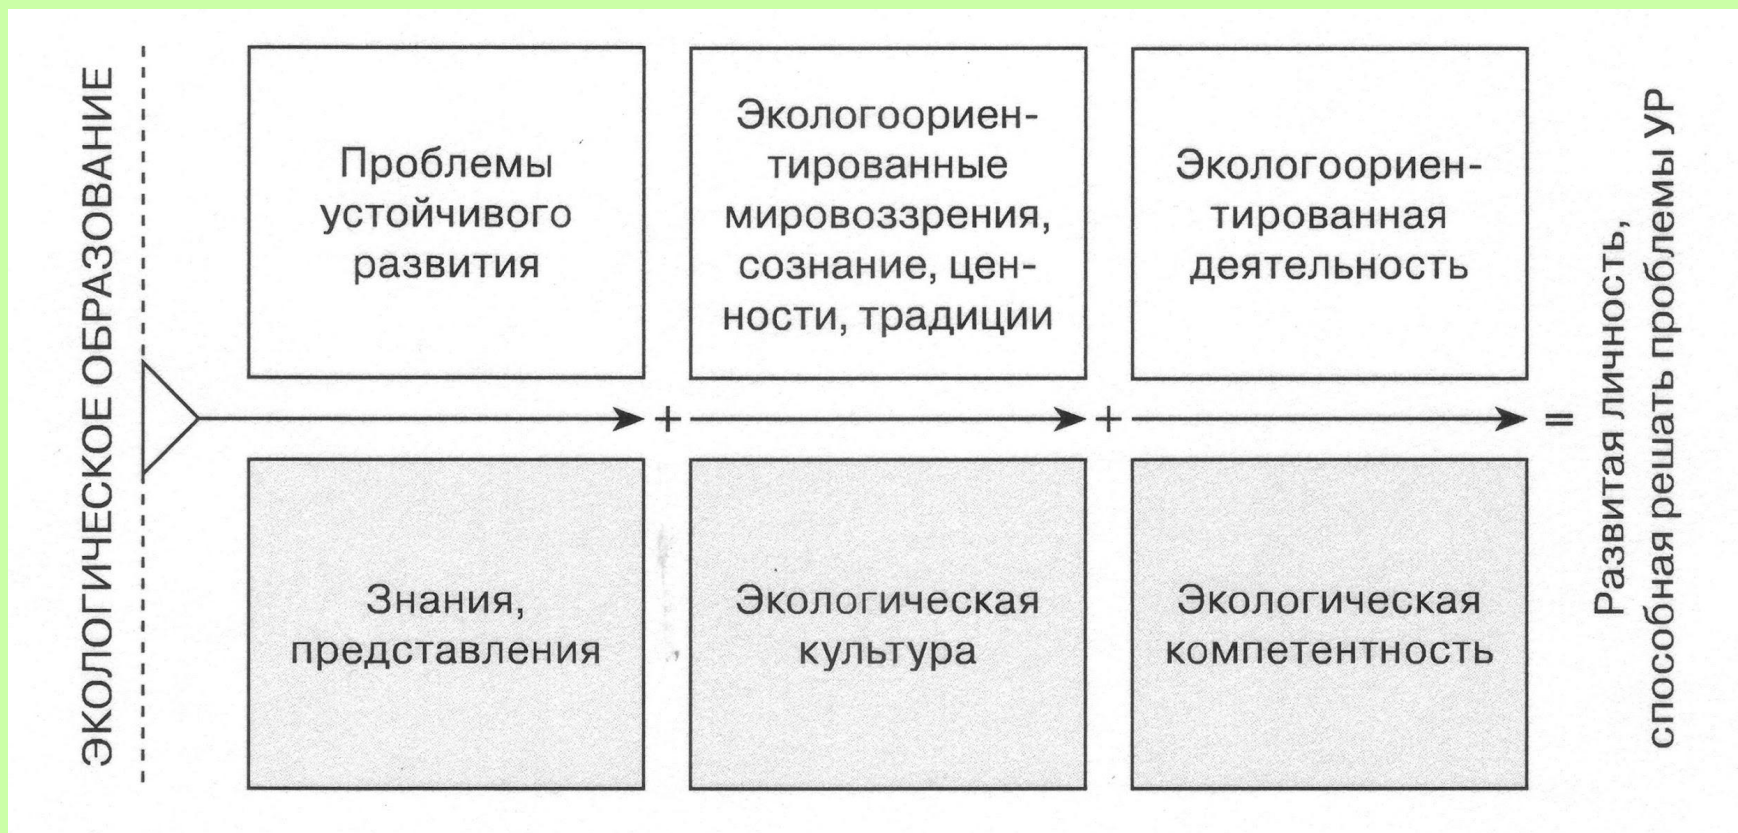 ЭКОЛОГИЧЕСКОЕ ОБРАЗОВАНИЕ
Проблемы
устойчивого
развития
Экологоориен-
тированные
мировоззрения,
сознание, цен-
ности, традиции
Экологоориен-
тированная
деятельность
+
+
=
Знания,
представления
Экологическая
культура
Экологическая
компетентность
Развитая личность,
способная решать проблемы УР